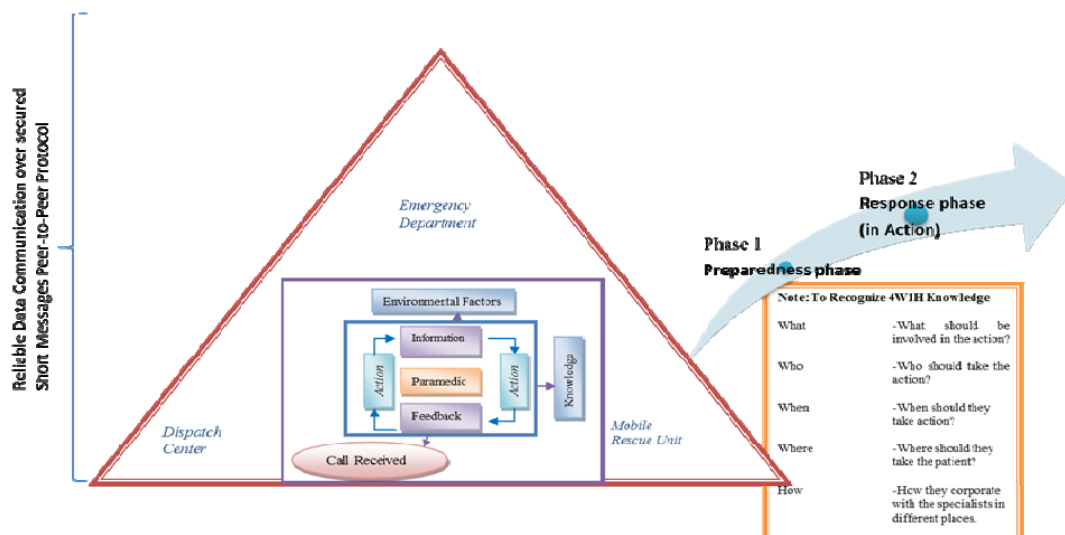 Reliable Data Communication over secured
Short Messages Peer-to-Peer Protocol
Emergency
Department
Dispatch
Center
Mobile
Rescue Unit
Environmental Factors
Information
Action
Paramedic
Action
Feedback
Knowledge
Call Received
Phase 1
Preparedness phase
Phase 2
Response phase
(in Action)
Note: To Recognize 4W1H Knowledge
What -What should be
involved in the action?
Who -Who should take the
action?
When -When should they
take action?
Where -Where should they
take the patient?
How -How they corporate
with the specialists in
different places.